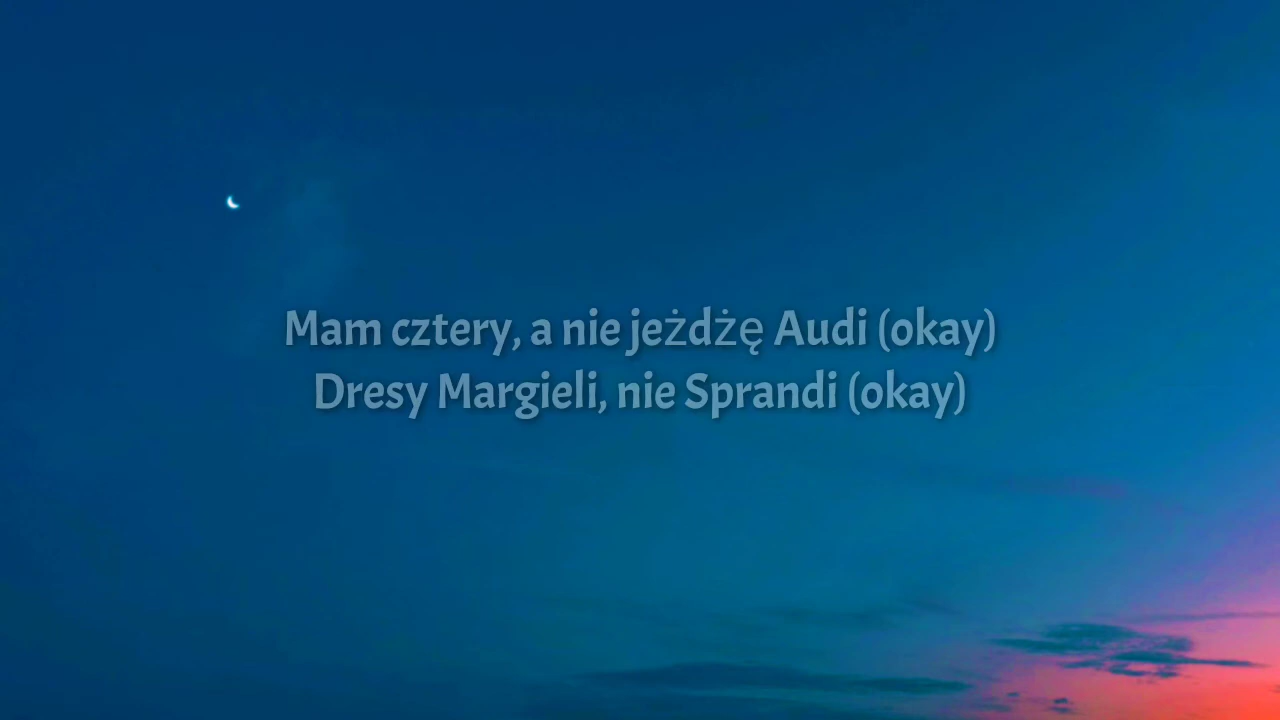 Mam cztery, a nie jeżdżę Audi (okay)
Dresy Margieli, nie Sprandi (okay)